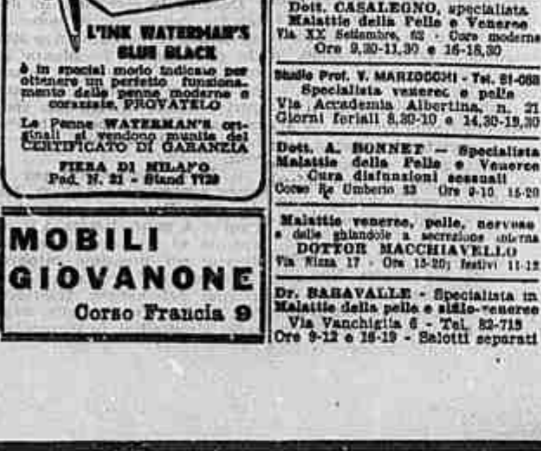 L'INK WATERMAN'S
BLUE BLACK
è in special modo indicato per
ottenere un perfetto funziona-
mento delle penne moderne e
corazzate, PROVATELO
Le Penne WATERMAN'S ori-
ginali si vendono munite del
CERTIFICATO DI GARANZIA
FIERA DI MILANO
Pad. N. 21 - Stand 1129
MOBILI
GIOVANONE
Corso Francia 9
Dott. CASALEGNO, specialista
Malattie della Pelle e Veneree
Via XX Settembre, 62 - Cure moderne
Ore 9,30-11,30 e 16-18,30
Studio Prof. V. MARZOCCHI - Tel. 81-068
Specialista veneree e pelle
Via Accademia Albertina, n. 21
Giorni feriali 8,30-10 e 14,30-19,30
Dott. A. BONNET — Specialista
Malattie della Pelle e Veneree
Cura disfunzioni sessuali
Corso Re Umberto 53 Ore 9-10 15-20
Malattie veneree, pelle, nervose
e delle ghiandole a secrezione interna
DOTTOR MACCHIAVELLO
Via Nizza 17 - Ore 15-20; festivi 11-12
Dr. BAGAVALLE - Specialista in
Malattie della pelle e sifilo-veneree
Via Vanchiglia 6 - Tel. 82-715
Ore 9-12 e 16-19 - Salotti separati